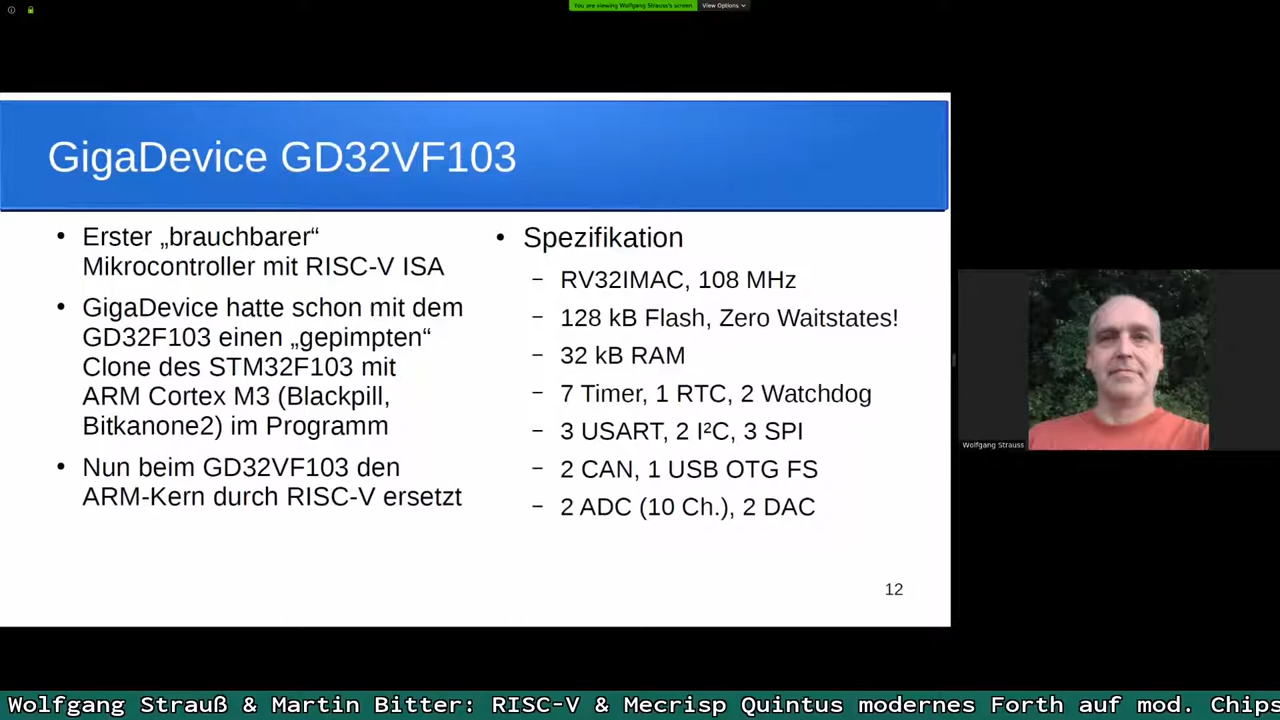 You are viewing Wolfgang Strauss's screen
View Options
GigaDevice GD32VF103
• Erster „brauchbarer“
Mikrocontroller mit RISC-V ISA
• GigaDevice hatte schon mit dem
GD32F103 einen „gepimpten“
Clone des STM32F103 mit
ARM Cortex M3 (Blackpill,
Bitkanone2) im Programm
• Nun beim GD32VF103 den
ARM-Kern durch RISC-V ersetzt
• Spezifikation
– RV32IMAC, 108 MHz
– 128 kB Flash, Zero Waitstates!
– 32 kB RAM
– 7 Timer, 1 RTC, 2 Watchdog
– 3 USART, 2 I²C, 3 SPI
– 2 CAN, 1 USB OTG FS
– 2 ADC (10 Ch.), 2 DAC
12
Wolfgang Strauss
Wolfgang Strauß & Martin Bitter: RISC-V & Mecrisp Quintus modernes Forth auf mod. Chips